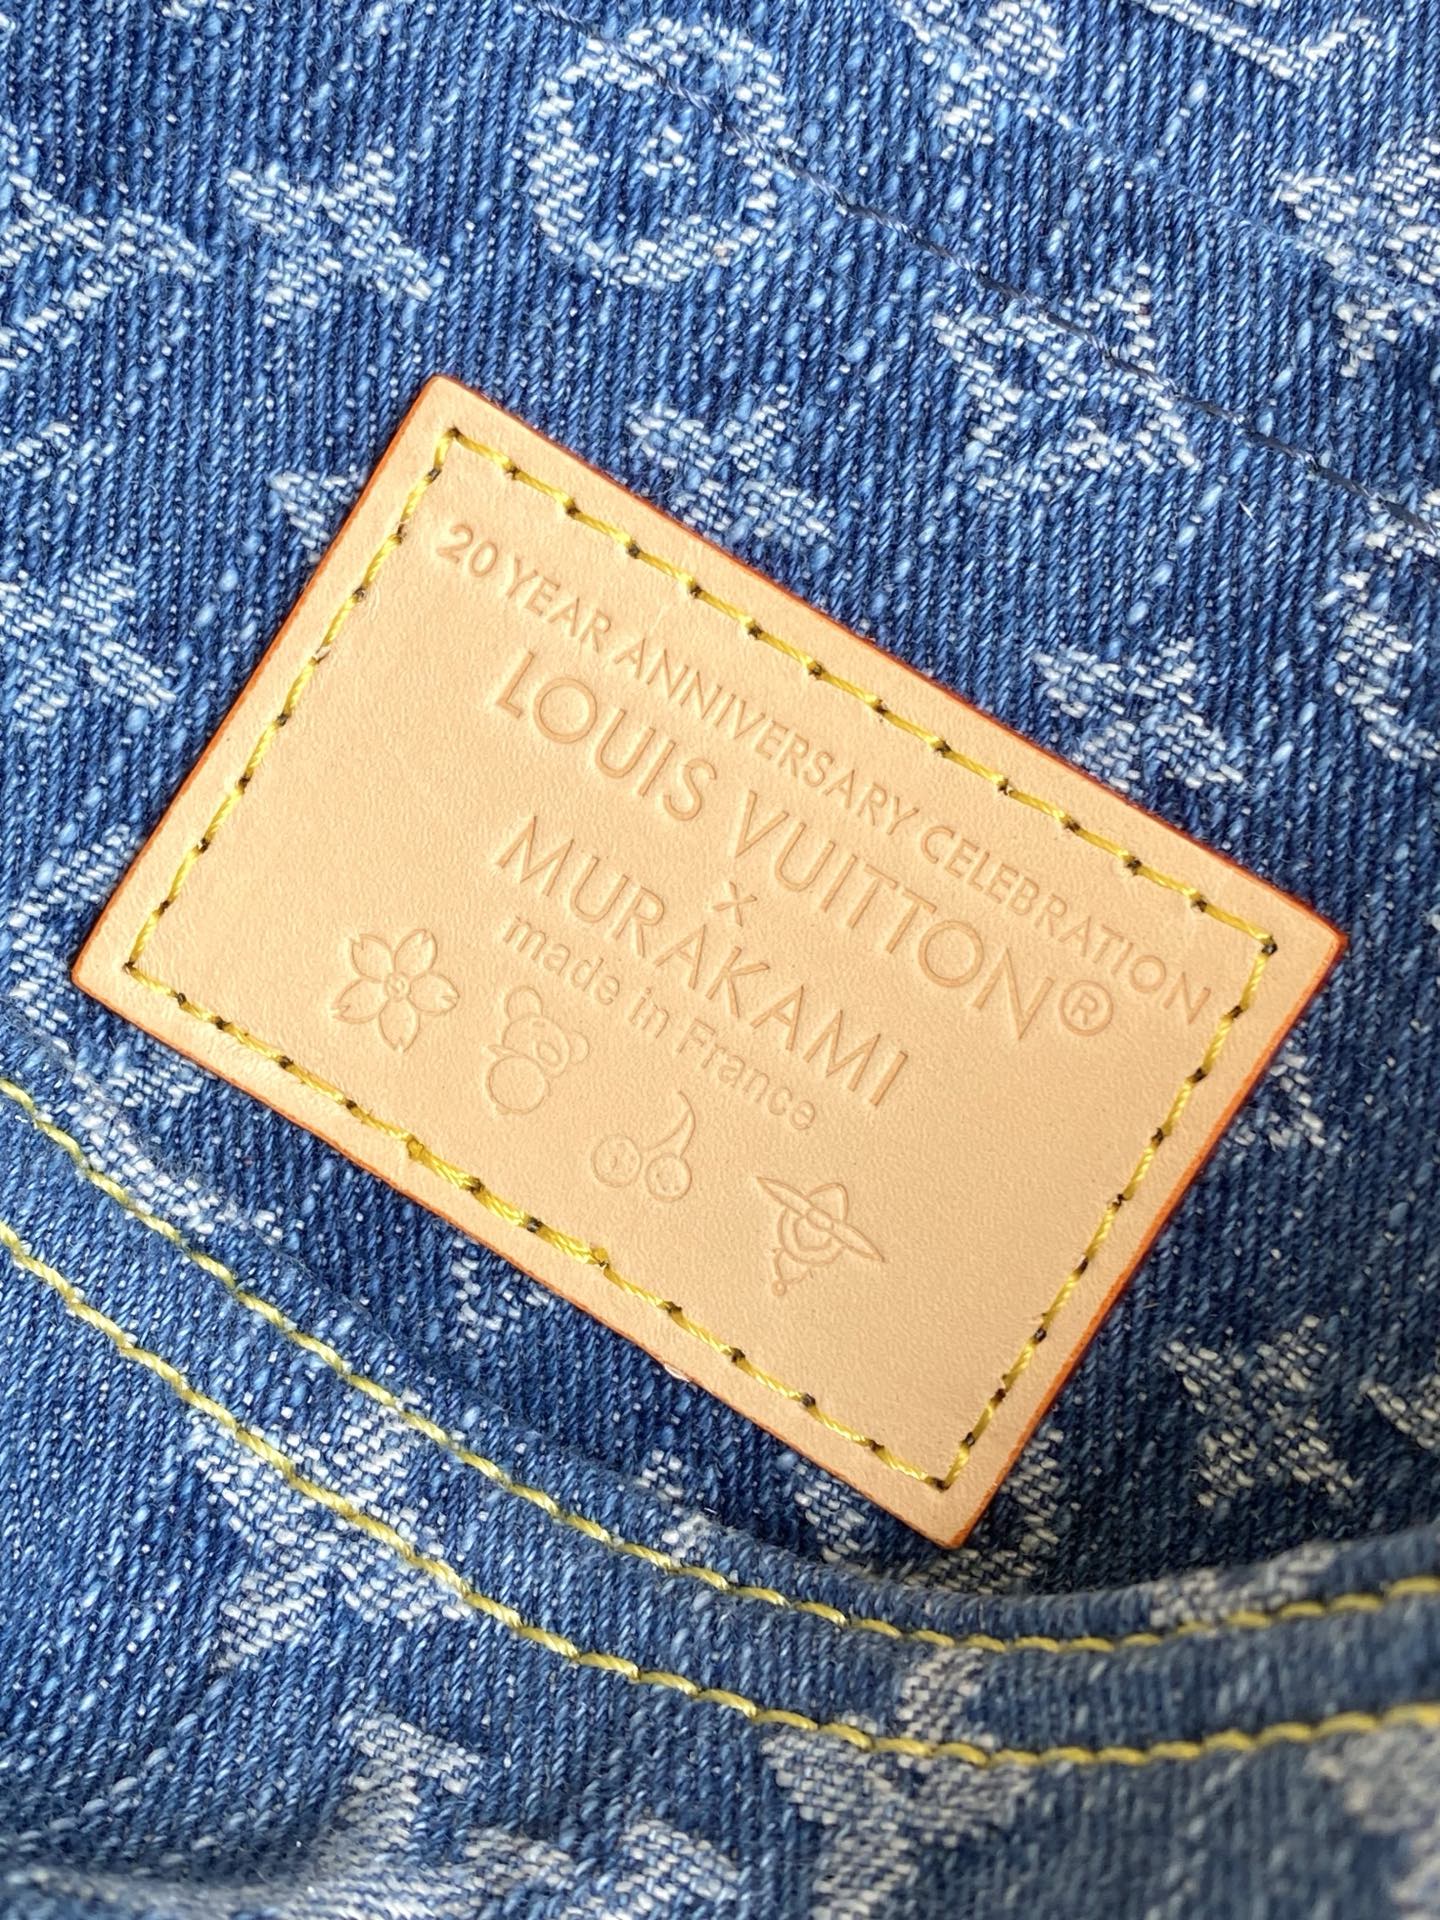 20 YEAR ANNIVERSARY CELEBRATION
LOUIS VUITTON®
×
MURAKAMI
made in France